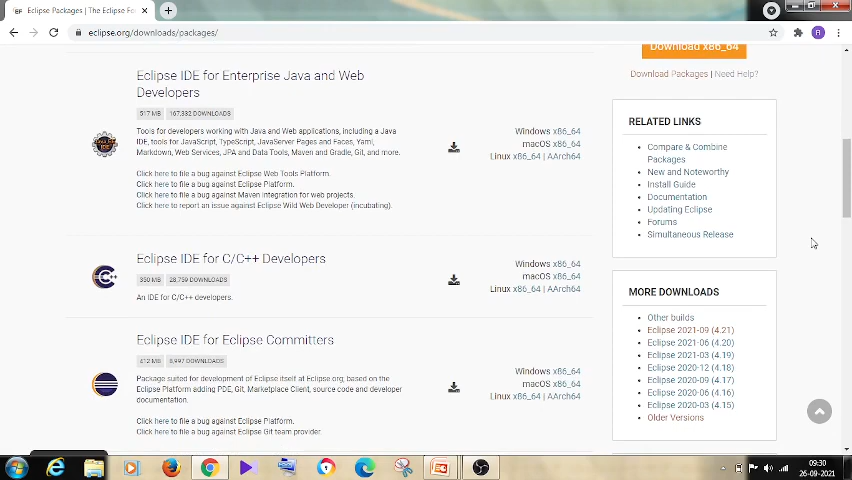 Eclipse Packages | The Eclipse For
eclipse.org/downloads/packages/
A
Download x86_64
Download Packages | Need Help?
Eclipse IDE for Enterprise Java and Web
Developers
517 MB 167,332 DOWNLOADS
Tools for developers working with Java and Web applications, including a Java
IDE, tools for JavaScript, TypeScript, JavaServer Pages and Faces, Yaml,
Markdown, Web Services, JPA and Data Tools, Maven and Gradle, Git, and more.
Click here to file a bug against Eclipse Web Tools Platform.
Click here to file a bug against Eclipse Platform.
Click here to file a bug against Maven integration for web projects.
Click here to report an issue against Eclipse Wild Web Developer (incubating).
Windows x86_64
macOS x86_64
Linux x86_64 | AArch64
Eclipse IDE for C/C++ Developers
350 MB 28,759 DOWNLOADS
An IDE for C/C++ developers.
Windows x86_64
macOS x86_64
Linux x86_64 | AArch64
Eclipse IDE for Eclipse Committers
412 MB 8,997 DOWNLOADS
Package suited for development of Eclipse itself at Eclipse.org; based on the
Eclipse Platform adding PDE, Git, Marketplace Client, source code and developer
documentation.
Click here to file a bug against Eclipse Platform.
Click here to file a bug against Eclipse Git team provider.
Windows x86_64
macOS x86_64
Linux x86_64 | AArch64
RELATED LINKS
Compare & Combine
Packages
New and Noteworthy
Install Guide
Documentation
Updating Eclipse
Forums
Simultaneous Release
MORE DOWNLOADS
Other builds
Eclipse 2021-09 (4.21)
Eclipse 2021-06 (4.20)
Eclipse 2021-03 (4.19)
Eclipse 2020-12 (4.18)
Eclipse 2020-09 (4.17)
Eclipse 2020-06 (4.16)
Eclipse 2020-03 (4.15)
Older Versions
09:30
26-09-2021